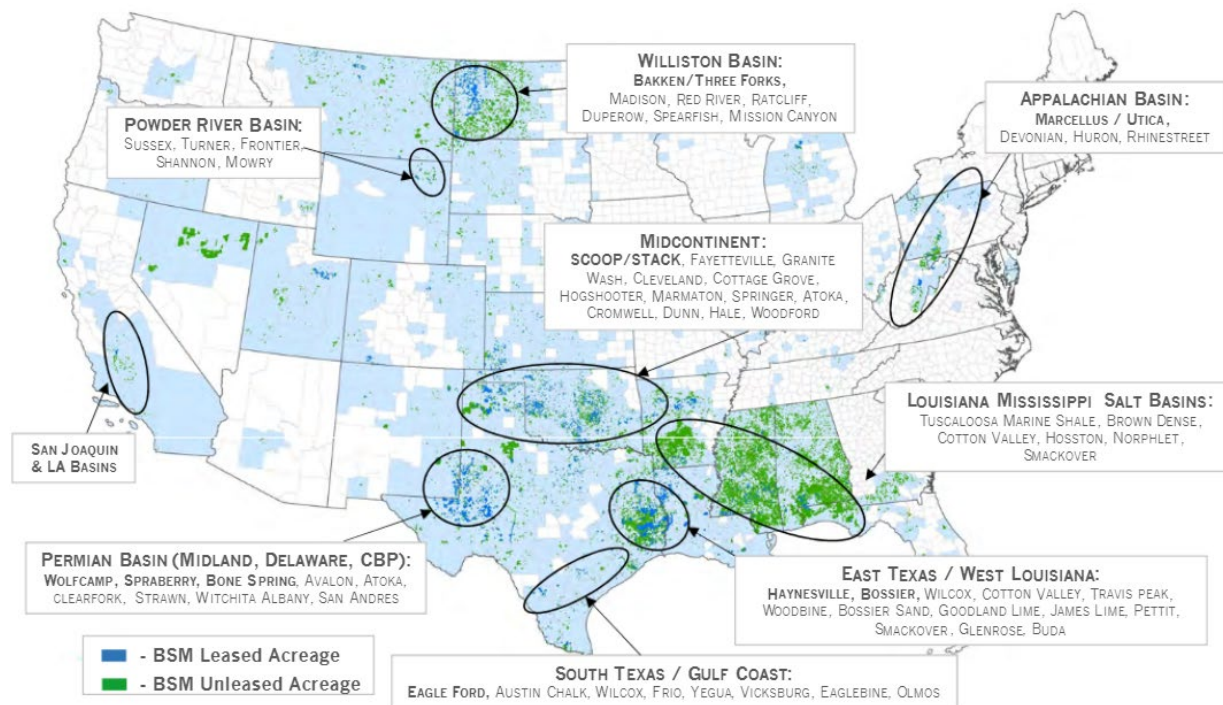 WILLISTON BASIN:
BAKKEN/THREE FORKS,
MADISON, RED RIVER, RATCLIFF,
DUPEROW, SPEARFISH, MISSION CANYON
APPALACHIAN BASIN:
MARCELLUS / UTICA,
DEVONIAN, HURON, RHINESTREET
POWDER RIVER BASIN:
SUSSEX, TURNER, FRONTIER,
SHANNON, MOWRY
MIDCONTINENT:
SCOOP/STACK, FAYETTEVILLE, GRANITE
WASH, CLEVELAND, COTTAGE GROVE,
HOGSHOOTER, MARMATON, SPRINGER, ATOKA,
CROMWELL, DUNN, HALE, WOODFORD
LOUISIANA MISSISSIPPI SALT BASINS:
TUSCALOOSA MARINE SHALE, BROWN DENSE,
COTTON VALLEY, HOSSTON, NORPHLET,
SMACKOVER
SAN JOAQUIN
& LA BASINS
PERMIAN BASIN (MIDLAND, DELAWARE, CBP):
WOLFCAMP, SPRABERRY, BONE SPRING, AVALON, ATOKA,
CLEARFORK, STRAWN, WITCHITA ALBANY, SAN ANDRES
EAST TEXAS / WEST LOUISIANA:
HAYNESVILLE, BOSSIER, WILCOX, COTTON VALLEY, TRAVIS PEAK,
WOODBINE, BOSSIER SAND, GOODLAND LIME, JAMES LIME, PETTIT,
SMACKOVER, GLENROSE, BUDA
- BSM Leased Acreage
- BSM Unleased Acreage
SOUTH TEXAS / GULF COAST:
EAGLE FORD, AUSTIN CHALK, WILCOX, FRIO, YEGUA, VICKSBURG, EAGLEBINE, OLMOS